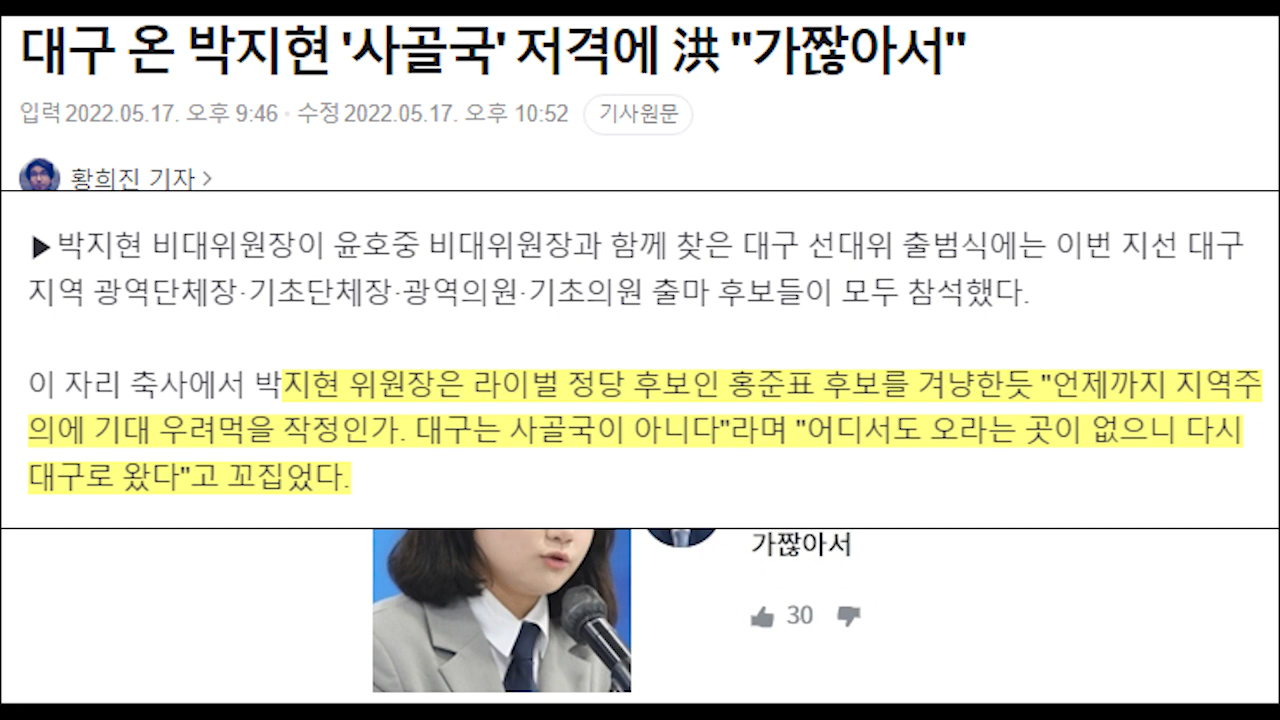 대구 온 박지현 '사골국' 저격에 洪 "가짢아서"
입력 2022.05.17. 오후 9:46 · 수정 2022.05.17. 오후 10:52 기사원문
황희진 기자 >
▶박지현 비대위원장이 윤호중 비대위원장과 함께 찾은 대구 선대위 출범식에는 이번 지선 대구
지역 광역단체장·기초단체장·광역의원·기초의원 출마 후보들이 모두 참석했다.
이 자리 축사에서 박지현 위원장은 라이벌 정당 후보인 홍준표 후보를 겨냥한듯 "언제까지 지역주
의에 기대 우려먹을 작정인가. 대구는 사골국이 아니다"라며 "어디서도 오라는 곳이 없으니 다시
대구로 왔다"고 꼬집었다.
가짢아서
30